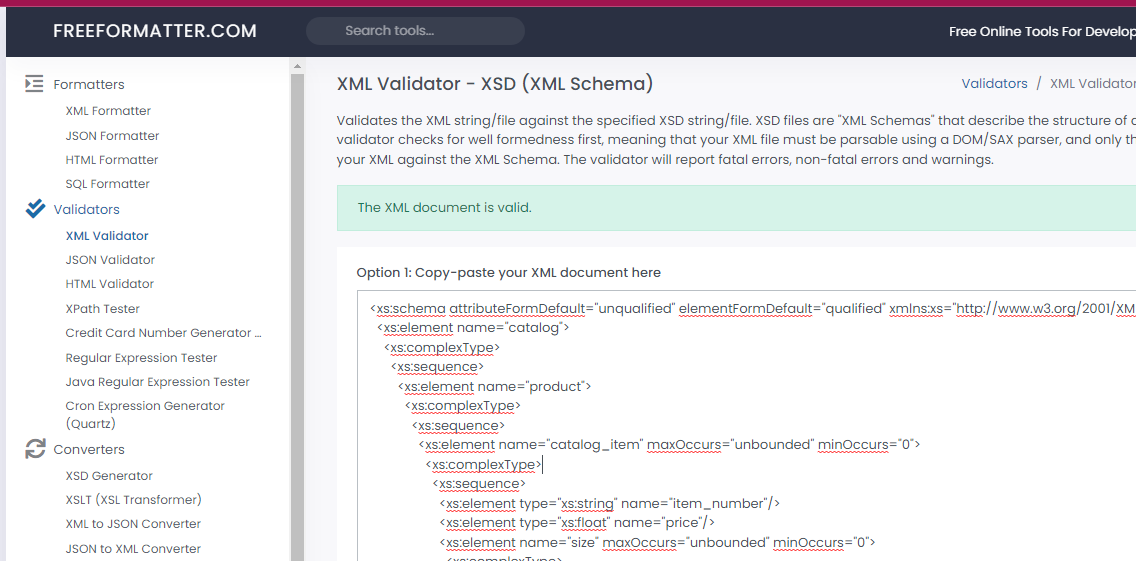 FREEFORMATTER.COM
Search tools...
Free Online Tools For Develop
Formatters
XML Formatter
JSON Formatter
HTML Formatter
SQL Formatter
Validators
XML Validator
JSON Validator
HTML Validator
XPath Tester
Credit Card Number Generator ...
Regular Expression Tester
Java Regular Expression Tester
Cron Expression Generator
(Quartz)
Converters
XSD Generator
XSLT (XSL Transformer)
XML to JSON Converter
JSON to XML Converter
XML Validator - XSD (XML Schema)
Validators / XML Validator
Validates the XML string/file against the specified XSD string/file. XSD files are "XML Schemas" that describe the structure of
validator checks for well formedness first, meaning that your XML file must be parsable using a DOM/SAX parser, and only th
your XML against the XML Schema. The validator will report fatal errors, non-fatal errors and warnings.
The XML document is valid.
Option 1: Copy-paste your XML document here
<xs:schema attributeFormDefault="unqualified" elementFormDefault="qualified" xmlns:xs="http://www.w3.org/2001/XM
<xs:element name="catalog">
<xs:complexType>
<xs:sequence>
<xs:element name="product">
<xs:complexType>
<xs:sequence>
<xs:element name="catalog_item" maxOccurs="unbounded" minOccurs="0">
<xs:complexType>
<xs:sequence>
<xs:element type="xs:string" name="item_number"/>
<xs:element type="xs:float" name="price"/>
<xs:element name="size" maxOccurs="unbounded" minOccurs="0">
<xs:complexType>